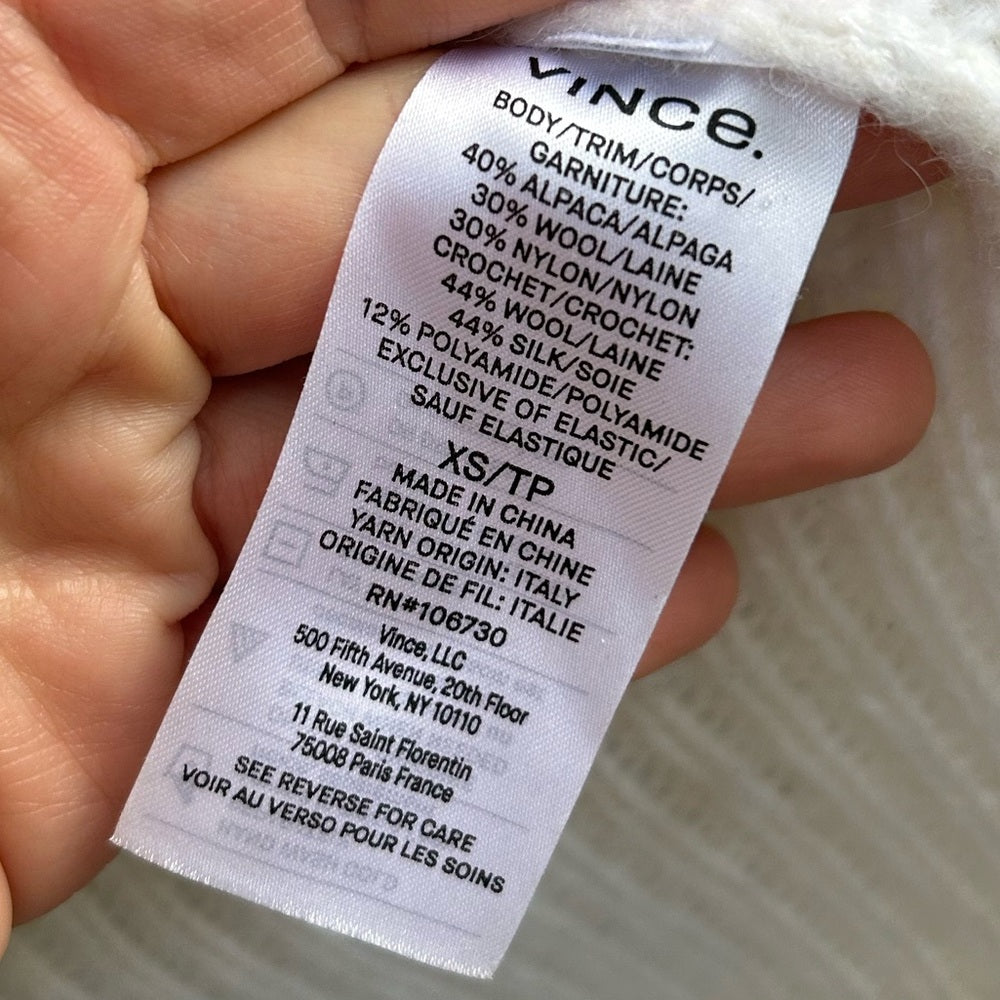 VINCE.
BODY/TRIM/CORPS/
GARNITURE:
40% ALPACA/ALPAGA
30% WOOL/LAINE
30% NYLON/NYLON
CROCHET/CROCHET:
44% WOOL/LAINE
44% SILK/SOIE
12% POLYAMIDE/POLYAMIDE
EXCLUSIVE OF ELASTIC/
SAUF ELASTIQUE
XS/TP
MADE IN CHINA
FABRIQUÉ EN CHINE
YARN ORIGIN: ITALY
ORIGINE DE FIL: ITALIE
RN#106730
Vince, LLC
500 Fifth Avenue, 20th Floor
New York, NY 10110
11 Rue Saint Florentin
75008 Paris France
SEE REVERSE FOR CARE
VOIR AU VERSO POUR LES SOINS